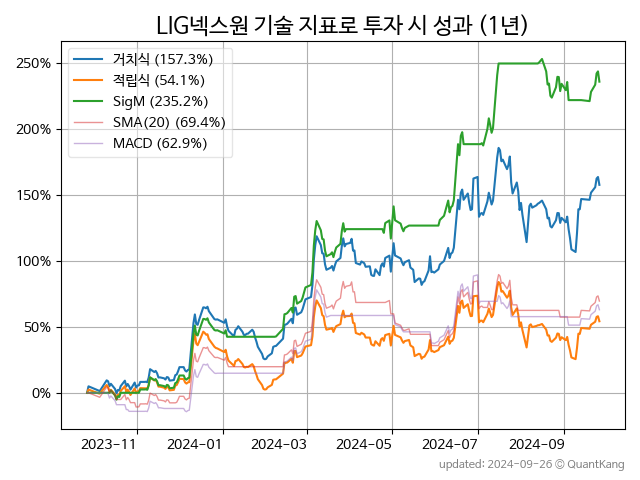 LIG넥스원 기술 지표로 투자 시 성과 (1년)
거치식 (157.3%)
적립식 (54.1%)
SigM (235.2%)
SMA(20) (69.4%)
MACD (62.9%)
250%
200%
150%
100%
50%
0%
2023-11 2024-01 2024-03 2024-05 2024-07 2024-09
updated: 2024-09-26 © QuantKang